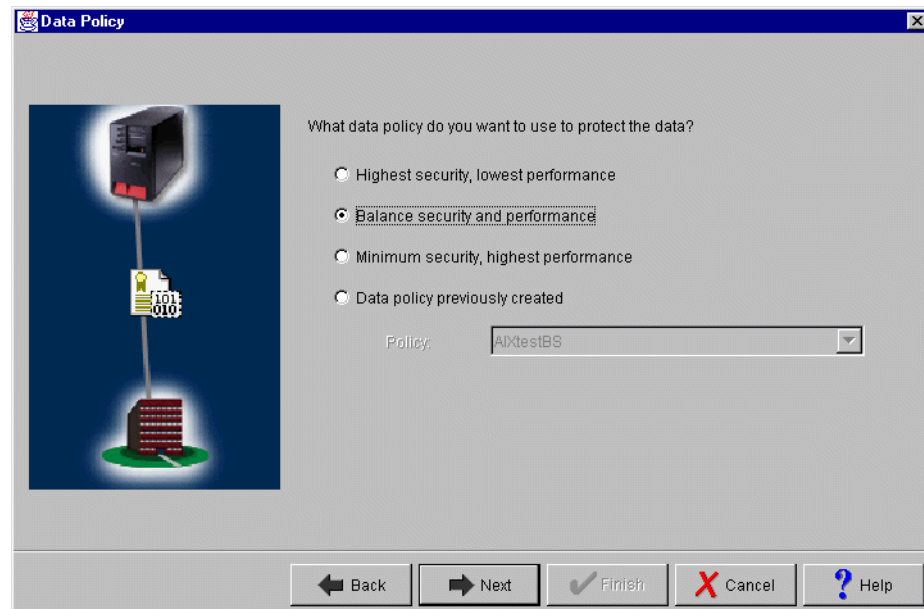 Data Policy
What data policy do you want to use to protect the data?
Highest security, lowest performance
Balance security and performance
Minimum security, highest performance
Data policy previously created
Policy:
AIXtestBS
101
010
Back
Next
Finish
Cancel
? Help